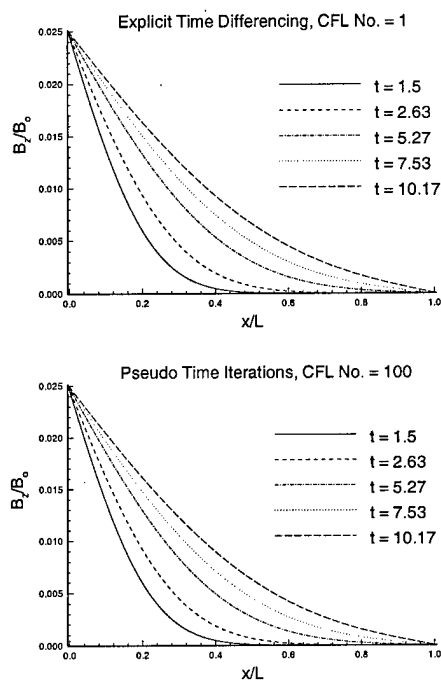 Explicit Time Differencing, CFL No. = 1
0.025
0.020
0.015
0.010
0.005
0.000
B_z/B_o
t = 1.5
t = 2.63
t = 5.27
t = 7.53
t = 10.17
0.0 0.2 0.4 0.6 0.8 1.0
x/L
Pseudo Time Iterations, CFL No. = 100
0.025
0.020
0.015
0.010
0.005
0.000
B_z/B_o
t = 1.5
t = 2.63
t = 5.27
t = 7.53
t = 10.17
0.0 0.2 0.4 0.6 0.8 1.0
x/L